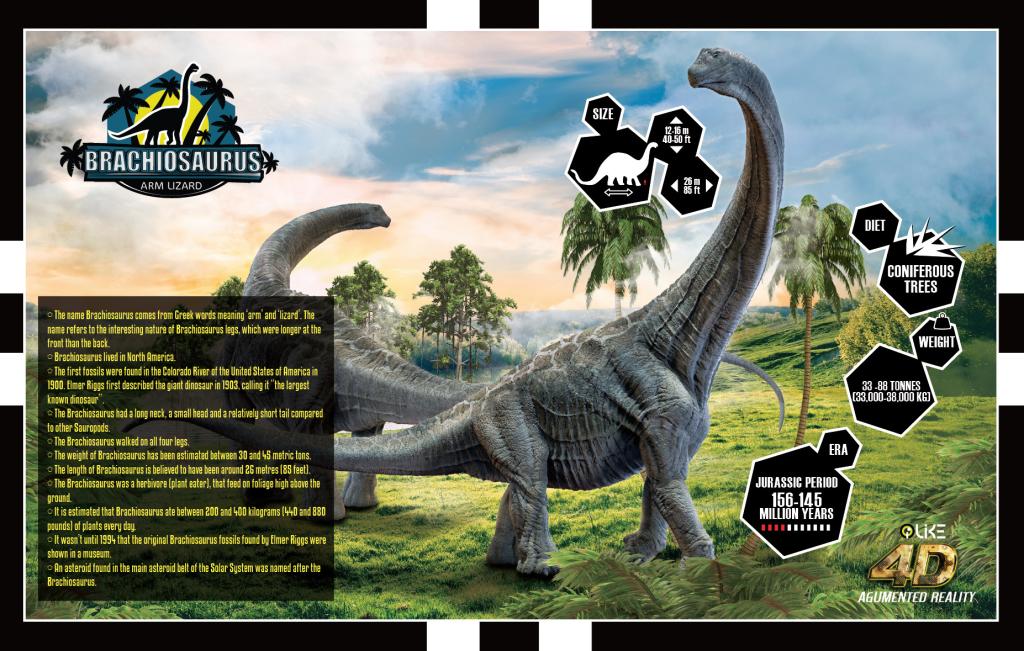 BRACHIOSAURUS
ARM LIZARD
SIZE
12-16 m
40-50 ft
26 m
85 ft
DIET
CONIFEROUS
TREES
WEIGHT
33 -88 TONNES
(33,000-38,000 KG)
ERA
JURASSIC PERIOD
156-145
MILLION YEARS
○ The name Brachiosaurus comes from Greek words meaning 'arm' and 'lizard'. The
name refers to the interesting nature of Brachiosaurus legs, which were longer at the
front than the back.
○ Brachiosaurus lived in North America.
○ The first fossils were found in the Colorado River of the United States of America in
1900. Elmer Riggs first described the giant dinosaur in 1903, calling it "the largest
known dinosaur".
○ The Brachiosaurus had a long neck, a small head and a relatively short tail compared
to other Sauropods.
○ The Brachiosaurus walked on all four legs.
○ The weight of Brachiosaurus has been estimated between 30 and 45 metric tons.
○ The length of Brachiosaurus is believed to have been around 26 metres (85 feet).
○ The Brachiosaurus was a herbivore (plant eater), that feed on foliage high above the
ground.
○ It is estimated that Brachiosaurus ate between 200 and 400 kilograms (440 and 880
pounds) of plants every day.
○ It wasn't until 1994 that the original Brachiosaurus fossils found by Elmer Riggs were
shown in a museum.
○ An asteroid found in the main asteroid belt of the Solar System was named after the
Brachiosaurus.
QLIKE
4D
AGUMENTED REALITY